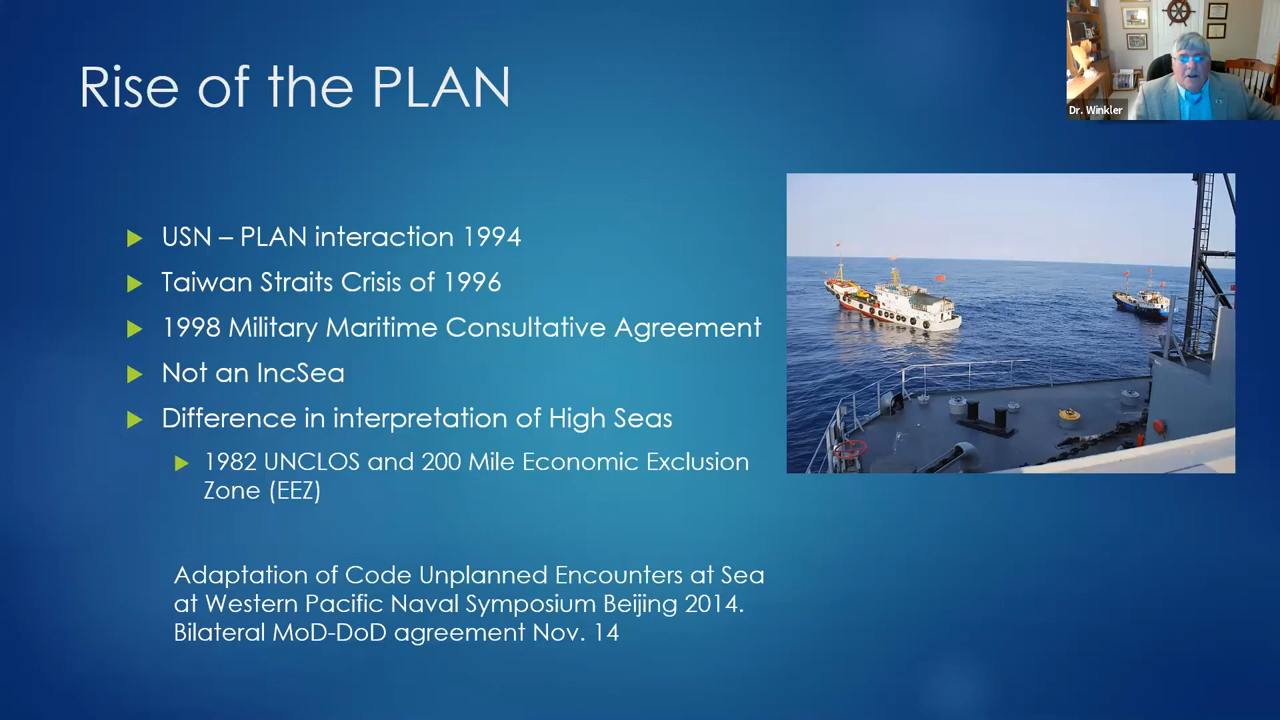 Rise of the PLAN
Dr. Winkler
USN – PLAN interaction 1994
Taiwan Straits Crisis of 1996
1998 Military Maritime Consultative Agreement
Not an IncSea
Difference in interpretation of High Seas
1982 UNCLOS and 200 Mile Economic Exclusion
Zone (EEZ)
Adaptation of Code Unplanned Encounters at Sea
at Western Pacific Naval Symposium Beijing 2014.
Bilateral MoD-DoD agreement Nov. 14